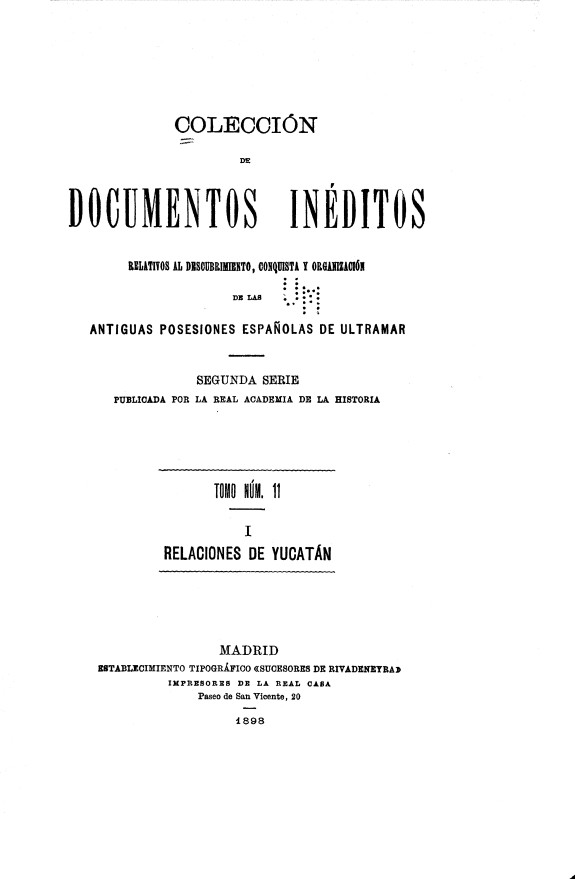 COLECCIÓN
DE
DOCUMENTOS INÉDITOS
RELATIVOS AL DESCUBRIMIENTO, CONQUISTA Y ORGANIZACIÓN
DE LAS
ANTIGUAS POSESIONES ESPAÑOLAS DE ULTRAMAR
SEGUNDA SERIE
PUBLICADA POR LA REAL ACADEMIA DE LA HISTORIA
TOMO NÚM. 11
I
RELACIONES DE YUCATÁN
MADRID
ESTABLECIMIENTO TIPOGRÁFICO «SUCESORES DE RIVADENEYRA»
IMPRESORES DE LA REAL CASA
Paseo de San Vicente, 20
1898